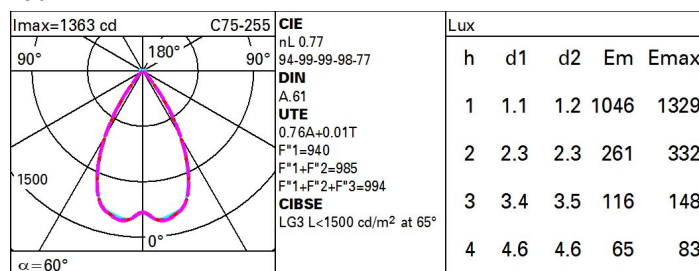 Imax=1363 cd C75-255
90° 180° 90°
1500
0°
α=60°
CIE
nL 0.77
94-99-99-98-77
DIN
A.61
UTE
0.76A+0.01T
F"1=940
F"1+F"2=985
F"1+F"2+F"3=994
CIBSE
LG3 L<1500 cd/m² at 65°
Lux
h d1 d2 Em Emax
1 1.1 1.2 1046 1329
2 2.3 2.3 261 332
3 3.4 3.5 116 148
4 4.6 4.6 65 83